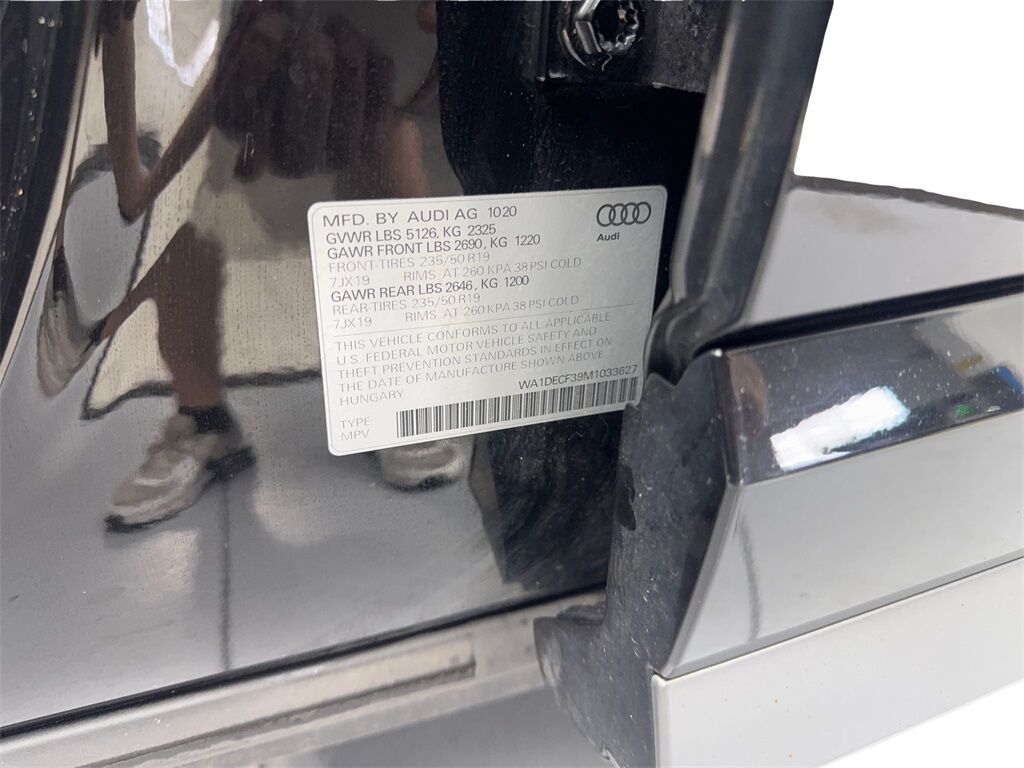 MFD. BY AUDI AG 1020
GVWR LBS 5126, KG 2325
GAWR FRONT LBS 2690, KG 1220
FRONT-TIRES 235/50 R19
7JX19 RIMS, AT 260 KPA 38 PSI COLD
GAWR REAR LBS 2646, KG 1200
REAR-TIRES 235/50 R19
7JX19 RIMS, AT 260 KPA 38 PSI COLD
Audi
THIS VEHICLE CONFORMS TO ALL APPLICABLE
U.S. FEDERAL MOTOR VEHICLE SAFETY AND
THEFT PREVENTION STANDARDS IN EFFECT ON
THE DATE OF MANUFACTURE SHOWN ABOVE
HUNGARY WA1DECF39M1033627
TYPE
MPV